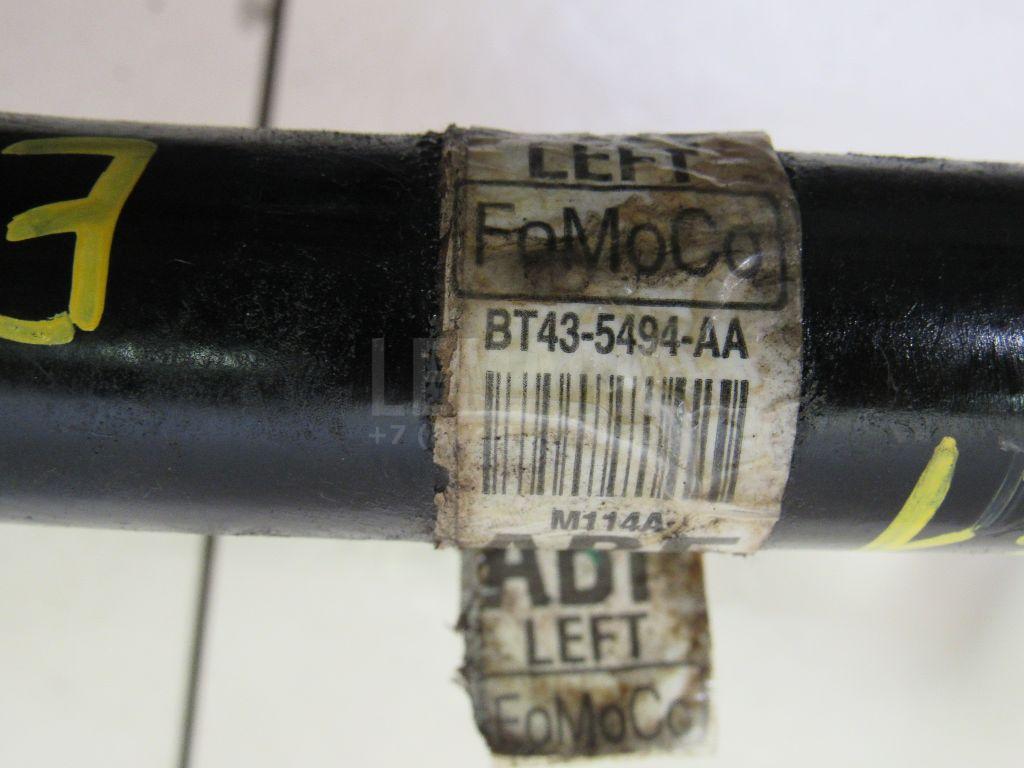 LEFT
FoMoCo
BT43-5494-AA
M114A
LEFT
FoMoCo